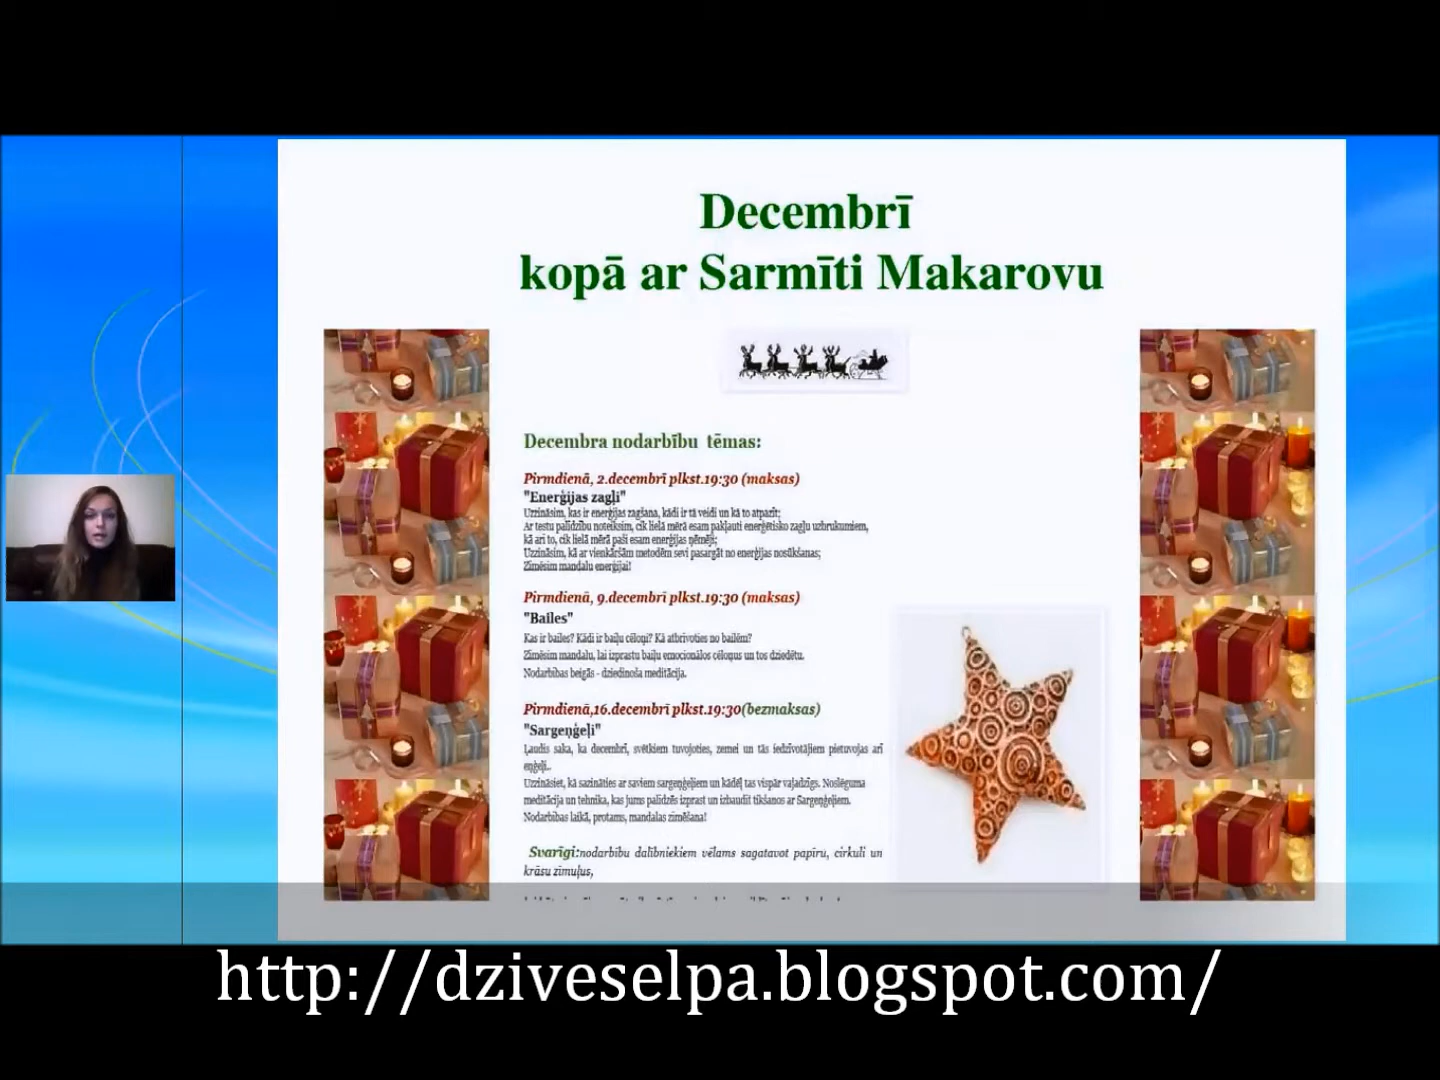 Decembrī
kopā ar Sarmīti Makarovu
Decembra nodarbību tēmas:
Pirmdienā, 2.decembrī plkst.19:30 (maksas)
"Enerģijas zagļi"
Uzzināsim, kas ir enerģijas zagšana, kādi ir tā veidi un kā to atpazīt;
Ar testu palīdzību noteiksim, cik lielā mērā esam pakļauti enerģētisko zagļu uzbrukumiem,
kā arī to, cik lielā mērā paši esam enerģijas ņēmēji;
Uzzināsim, kā ar vienkāršām metodēm sevi pasargāt no enerģijas nosūkšanas;
Zīmēsim mandalu enerģijai!
Pirmdienā, 9.decembrī plkst.19:30 (maksas)
"Bailes"
Kas ir bailes? Kādi ir baiļu cēloņi? Kā atbrīvoties no bailēm?
Zīmēsim mandalu, lai izprastu baiļu emocionālos cēloņus un tos dziedētu.
Nodarbības beigās - dziedinoša meditācija.
Pirmdienā,16.decembrī plkst.19:30(bezmaksas)
"Sargeņģeļi"
Ļaudis saka, ka decembrī, svētkiem tuvojoties, zemei un tās iedzīvotājiem pietuvojas arī
eņģeļi..
Uzzināsiet, kā sazināties ar saviem sargeņģeļiem un kādēļ tas vispār vajadzīgs. Noslēguma
meditācija un tehnika, kas jums palīdzēs izprast un izbaudīt tikšanos ar Sargeņģeļiem.
Nodarbības laikā, protams, mandalas zīmēšana!
Svarīgi:nodarbību dalībniekiem vēlams sagatavot papīru, cirkuli un
krāsu zīmuļus,
http://dziveselpa.blogspot.com/